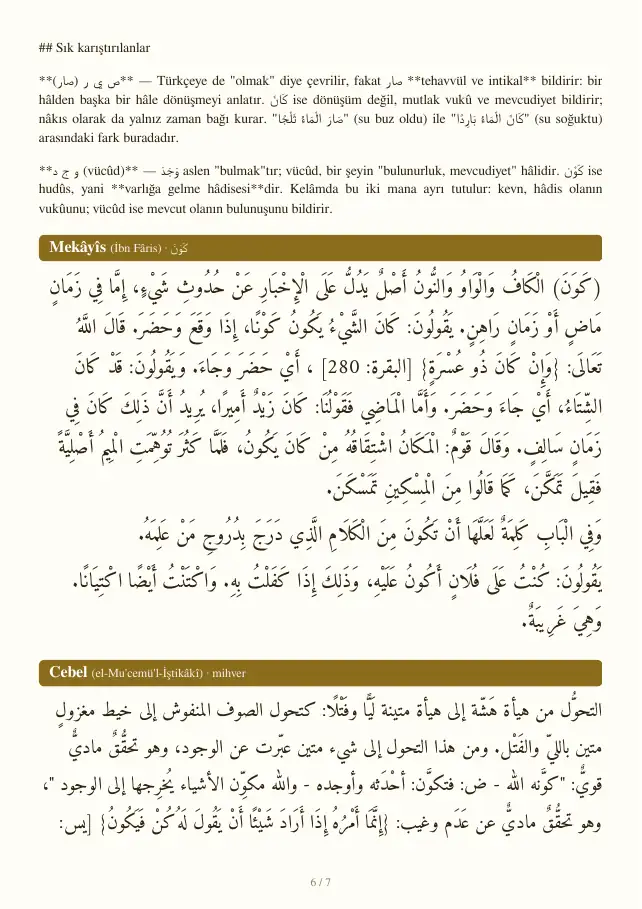 ## Sık karıştırılanlar
**ص ي ر (صار)** — Türkçeye de "olmak" diye çevrilir, fakat صار **tehavvül ve intikal** bildirir: bir
hâlden başka bir hâle dönüşmeyi anlatır. كَانَ ise dönüşüm değil, mutlak vukû ve mevcudiyet bildirir;
nâkıs olarak da yalnız zaman bağı kurar. "صَارَ الْمَاءُ ثَلْجًا" (su buz oldu) ile "كَانَ الْمَاءُ بَارِدًا" (su soğuktu)
arasındaki fark buradadır.
**و ج د (vücûd)** — وَجَدَ aslen "bulmak"tır; vücûd, bir şeyin "bulunurluk, mevcudiyet" hâlidir. كَوْن ise
hudûs, yani **varlığa gelme hâdisesi**dir. Kelâmda bu iki mana ayrı tutulur: kevn, hâdis olanın
vukûunu; vücûd ise mevcut olanın bulunuşunu bildirir.
Mekâyîs (İbn Fâris) · كَوَنَ
(كَوَنَ) الْكَافُ وَالْوَاوُ وَالنُّونُ أَصْلٌ يَدُلُّ عَلَى الْإِخْبَارِ عَنْ حُدُوثِ شَيْءٍ، إِمَّا فِي زَمَانٍ
مَاضٍ أَوْ زَمَانٍ رَاهِنٍ. يَقُولُونَ: كَانَ الشَّيْءُ يَكُونُ كَوْنًا، إِذَا وَقَعَ وَحَضَرَ. قَالَ اللَّهُ
تَعَالَى: {وَإِنْ كَانَ ذُو عُسْرَةٍ} [البقرة: 280] ، أَيْ حَضَرَ وَجَاءَ. وَيَقُولُونَ: قَدْ كَانَ
الشِّتَاءُ، أَيْ جَاءَ وَحَضَرَ. وَأَمَّا الْمَاضِي فَقَوْلُنَا: كَانَ زَيْدٌ أَمِيرًا، يُرِيدُ أَنَّ ذَلِكَ كَانَ فِي
زَمَانٍ سَالِفٍ. وَقَالَ قَوْمٌ: الْمَكَانُ اشْتِقَاقُهُ مِنْ كَانَ يَكُونُ، فَلَمَّا كَثُرَ تُوُهِّمَتِ الْمِيمُ أَصْلِيَّةً
فَقِيلَ تَمَكَّنَ، كَمَا قَالُوا مِنَ الْمِسْكِينِ تَمَسْكَنَ.
وَفِي الْبَابِ كَلِمَةٌ لَعَلَّهَا أَنْ تَكُونَ مِنَ الْكَلَامِ الَّذِي دَرَجَ بِدُرُوجِ مَنْ عَلِمَهُ.
يَقُولُونَ: كُنْتُ عَلَى فُلَانٍ أَكُونُ عَلَيْهِ، وَذَلِكَ إِذَا كَفَلْتُ بِهِ. وَاكْتَنْتُ أَيْضًا اكْتِيَانًا.
وَهِيَ غَرِيبَةٌ.
Cebel (el-Mu'cemü'l-İştikâkî) · mihver
التحوُّل من هيأة هَشّة إلى هيأة متينة لَيًّا وفَتْلًا: كتحول الصوف المنفوش إلى خيط مغزولٍ
متين بالليّ والفَتْل. ومن هذا التحول إلى شيء متين عبّرت عن الوجود، وهو تحقُّقٌ ماديٌّ
قويٌّ: "كوَّنه الله - ض: فتكوَّن: أحْدَثه وأوجده - والله مكوِّن الأشياء يُخرِجها إلى الوجود "،
وهو تحقُّقٌ ماديٌّ عن عَدَم وغيب: {إِنَّمَا أَمْرُهُ إِذَا أَرَادَ شَيْئًا أَنْ يَقُولَ لَهُ كُنْ فَيَكُونُ} [يس:
6 / 7